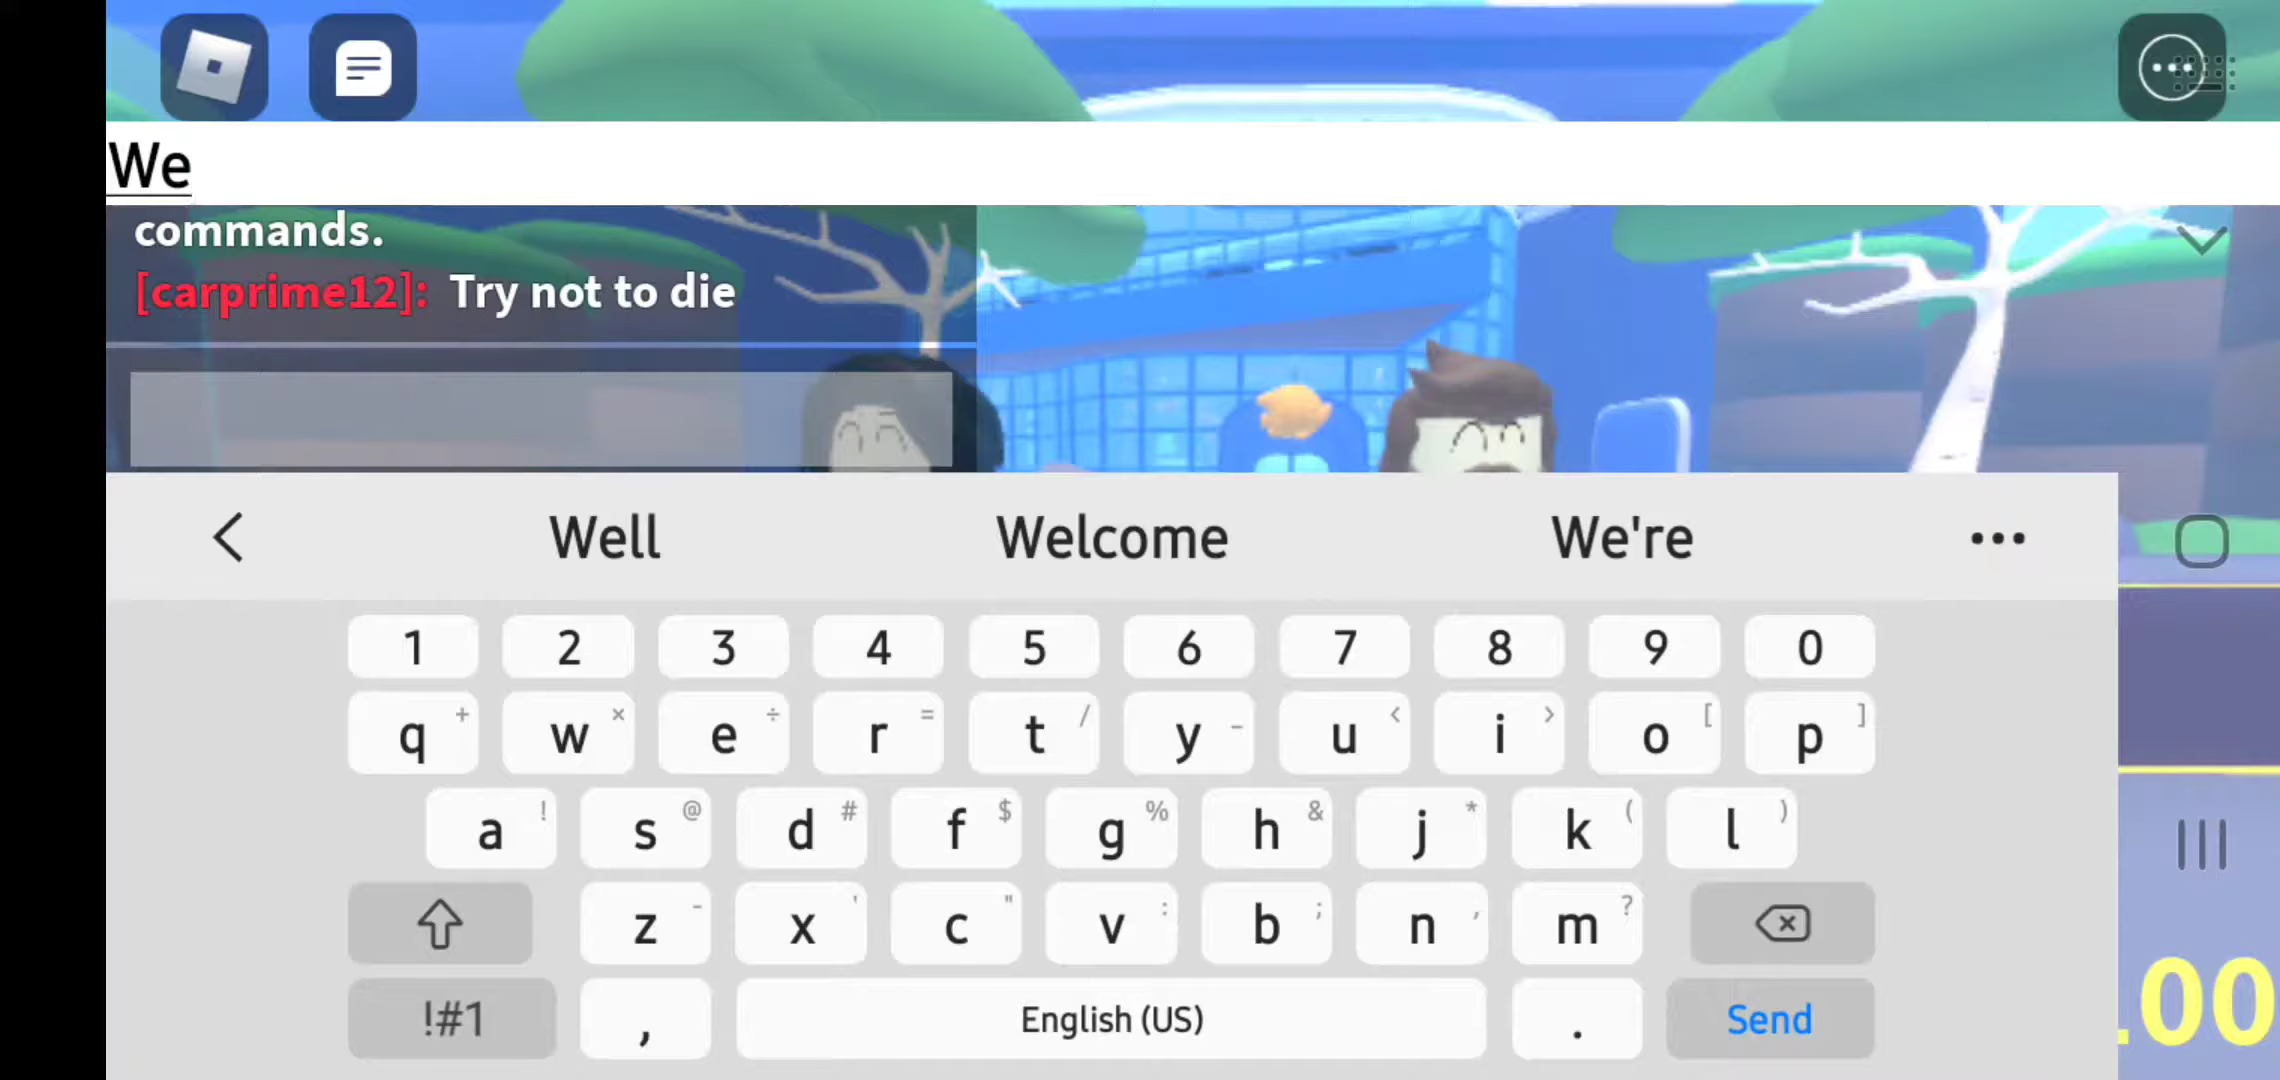 We
commands.
[carprime12]: Try not to die
Well Welcome We're
1 2 3 4 5 6 7 8 9 0
q + w × e ÷ r = t / y _ u < i > o [ p ]
a ! s @ d # f $ g % h & j * k ( l )
z - x ' c " v : b ; n , m ?
!#1 , English (US) . Send
.00